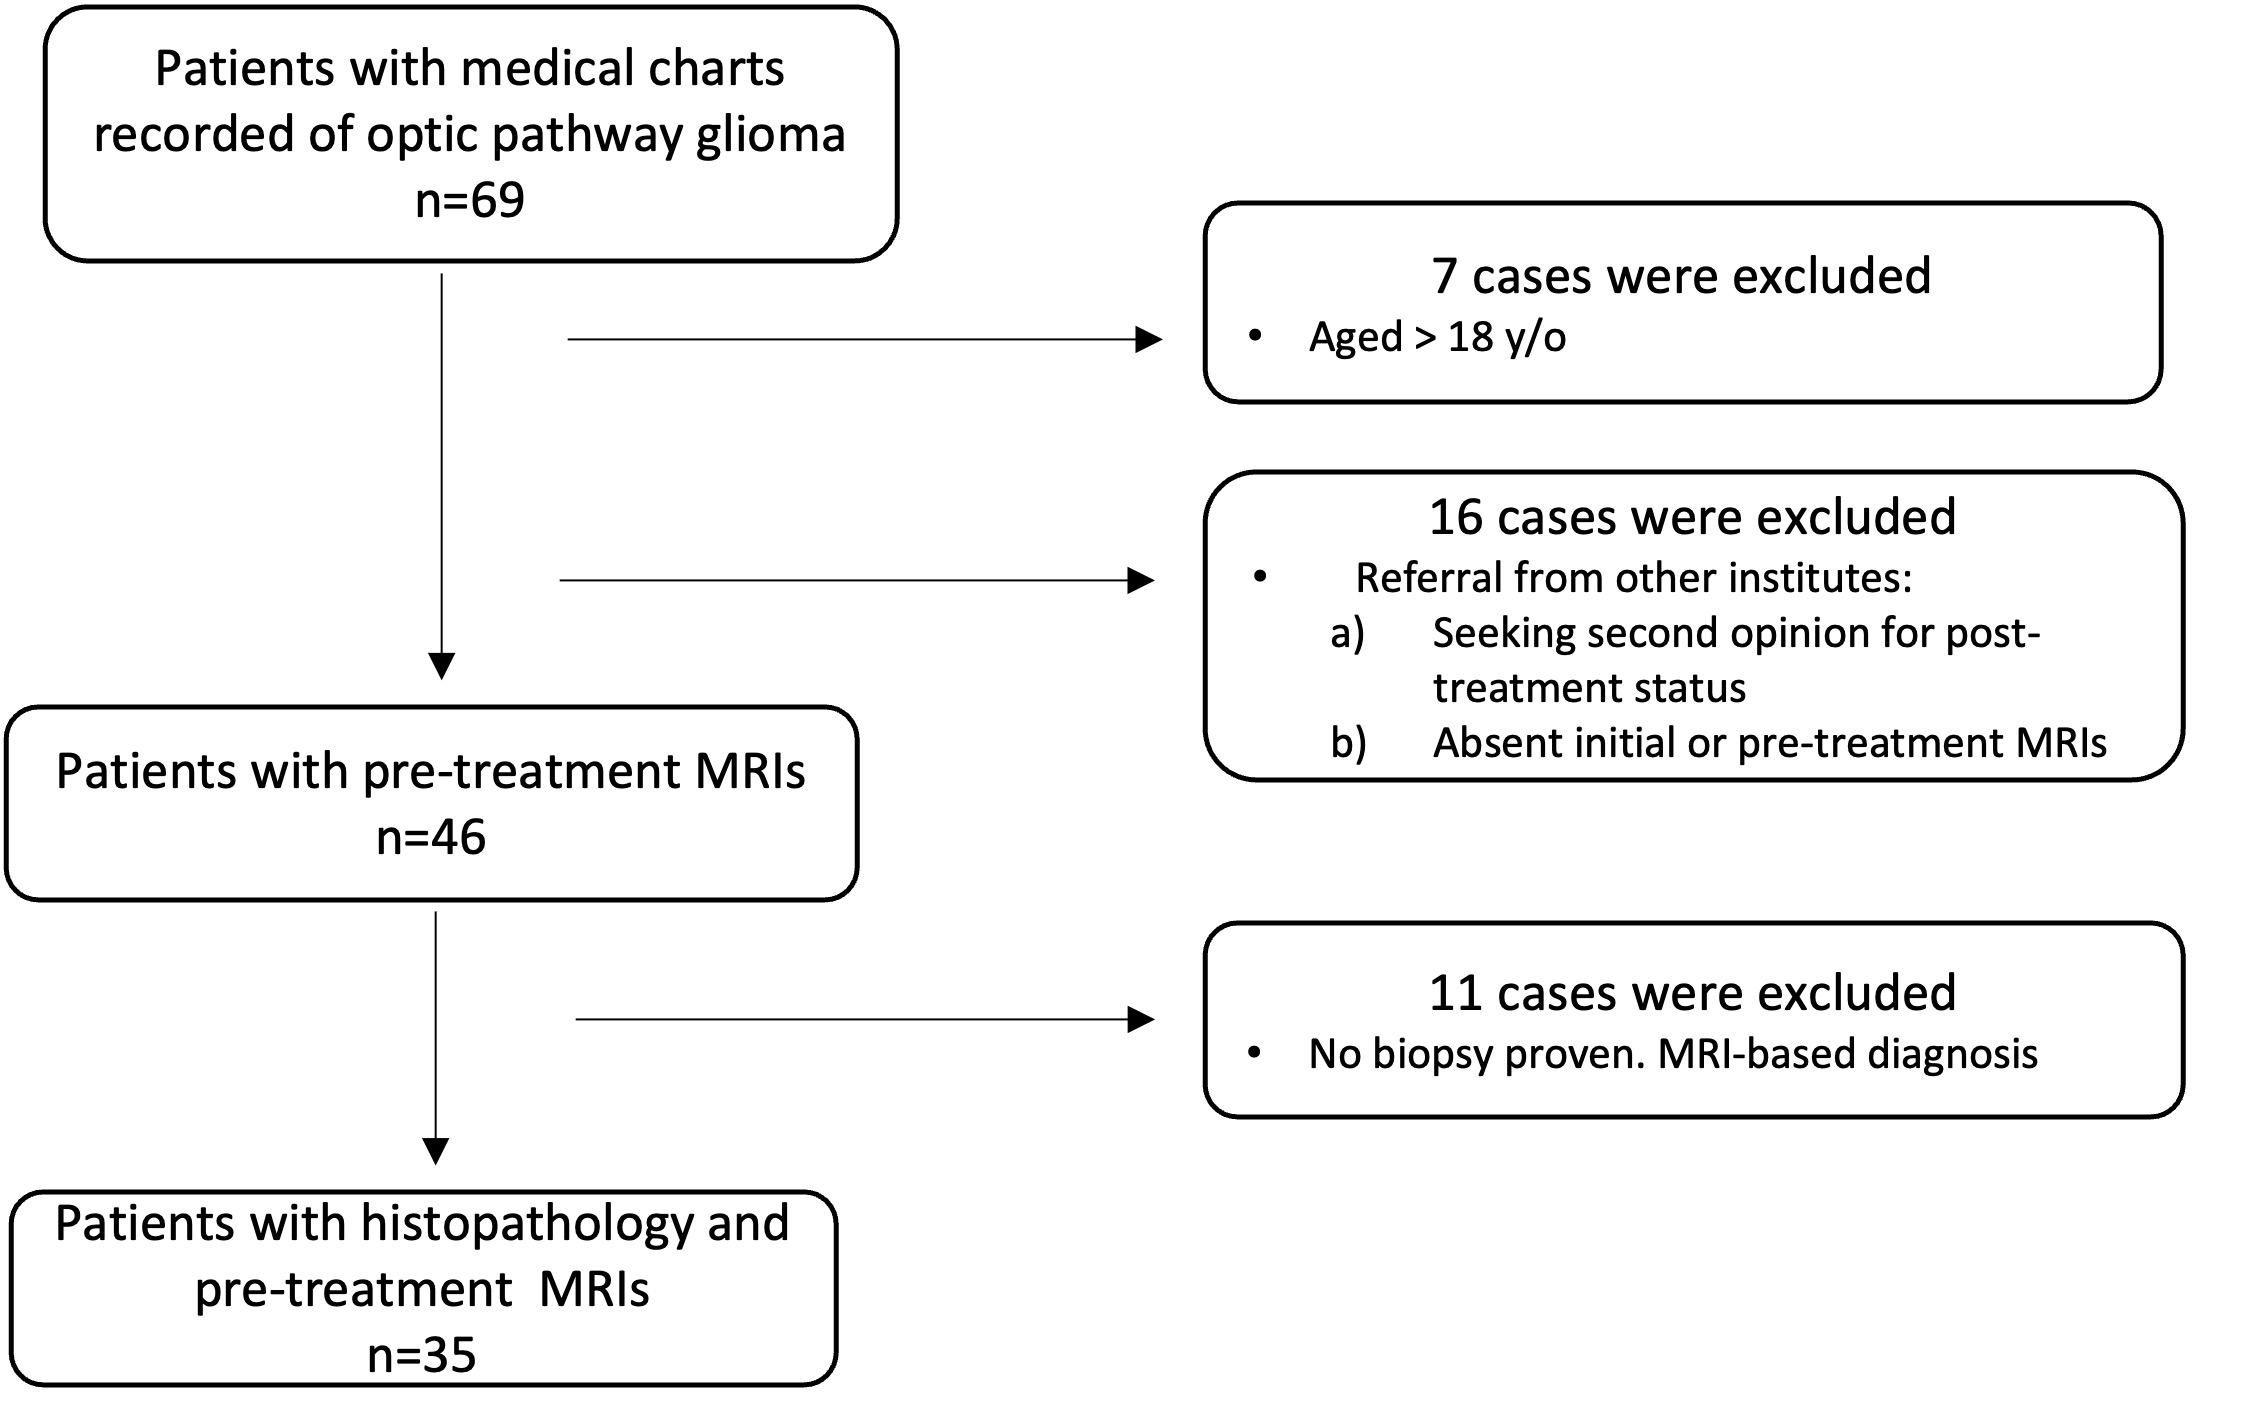 Patients with medical charts
recorded of optic pathway glioma
n=69
7 cases were excluded
• Aged > 18 y/o
16 cases were excluded
• Referral from other institutes:
a) Seeking second opinion for post-
treatment status
b) Absent initial or pre-treatment MRIs
Patients with pre-treatment MRIs
n=46
11 cases were excluded
• No biopsy proven. MRI-based diagnosis
Patients with histopathology and
pre-treatment MRIs
n=35